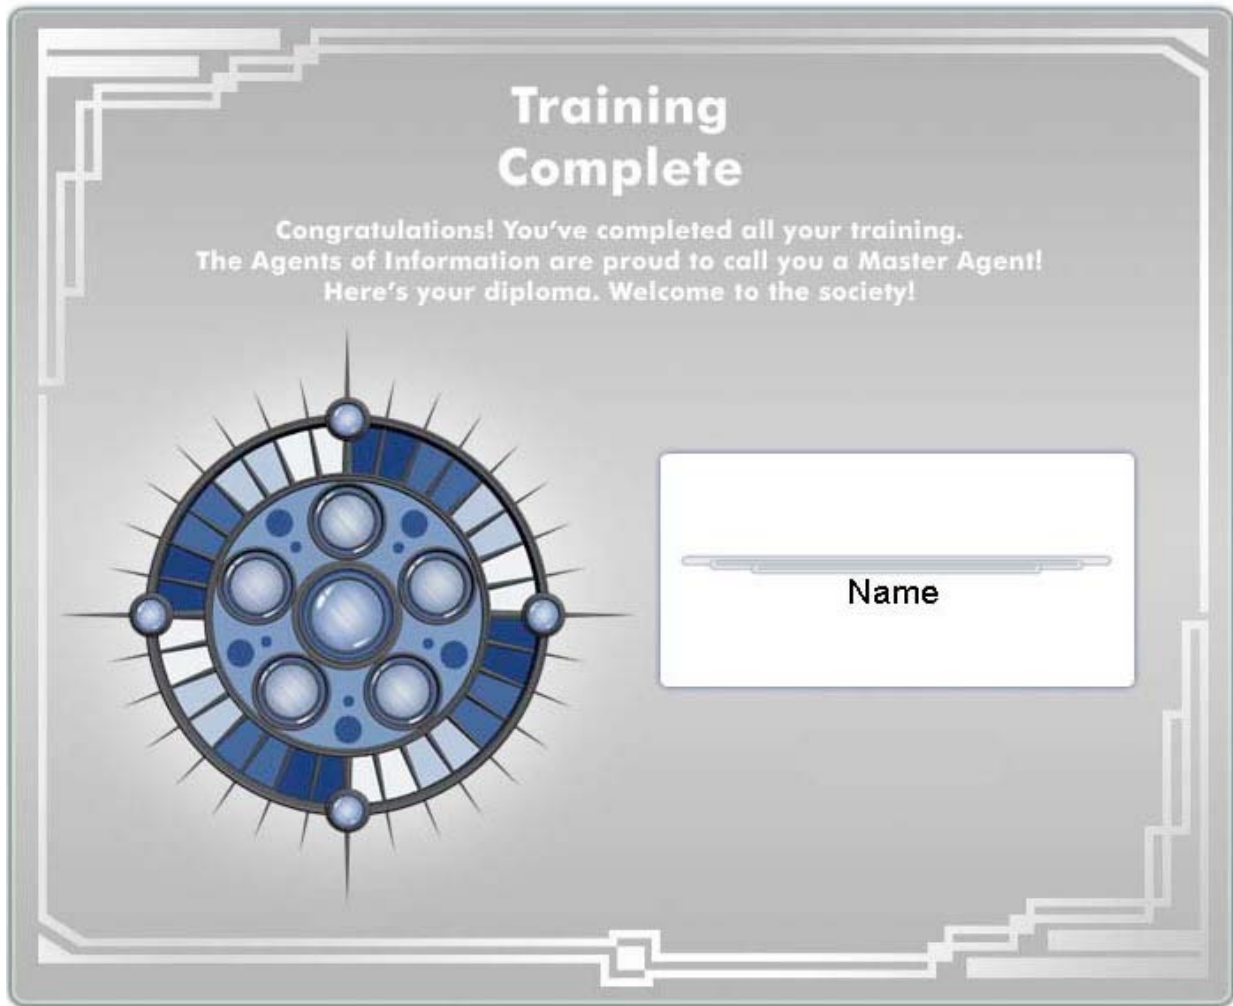 Training
Complete
Congratulations! You've completed all your training.
The Agents of Information are proud to call you a Master Agent!
Here's your diploma. Welcome to the society!
Name